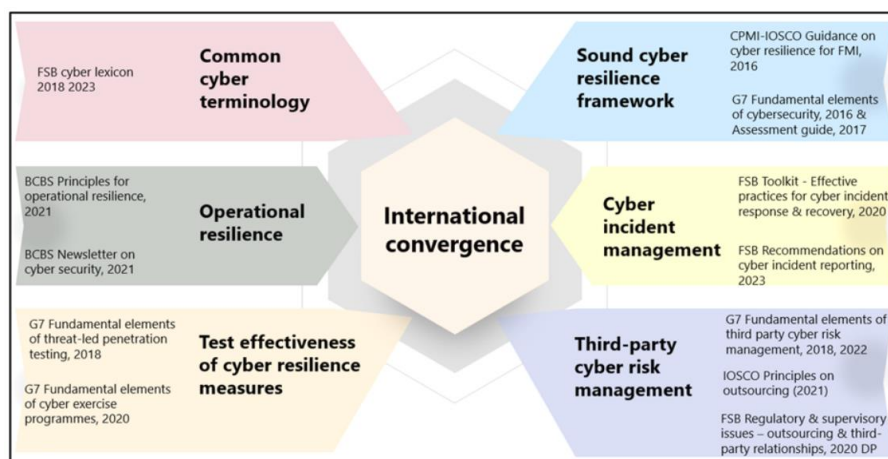 FSB cyber lexicon
2018 2023
Common
cyber
terminology
Sound cyber
resilience
framework
CPMI-IOSCO Guidance on
cyber resilience for FMI,
2016
G7 Fundamental elements
of cybersecurity, 2016 &
Assessment guide, 2017
BCBS Principles for
operational resilience,
2021
BCBS Newsletter on
cyber security, 2021
Operational
resilience
International
convergence
Cyber
incident
management
FSB Toolkit - Effective
practices for cyber incident
response & recovery, 2020
FSB Recommendations on
cyber incident reporting,
2023
G7 Fundamental elements
of threat-led penetration
testing, 2018
G7 Fundamental elements
of cyber exercise
programmes, 2020
Test effectiveness
of cyber resilience
measures
Third-party
cyber risk
management
G7 Fundamental elements of
third party cyber risk
management, 2018, 2022
IOSCO Principles on
outsourcing (2021)
FSB Regulatory & supervisory
issues – outsourcing & third-
party relationships, 2020 DP